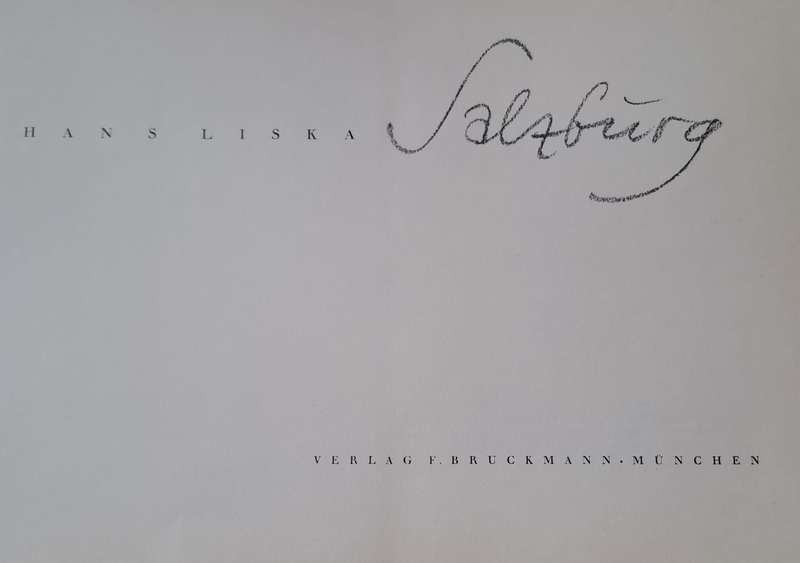 HANS LISKA Salzburg
VERLAG F. BRUCKMANN · MÜNCHEN